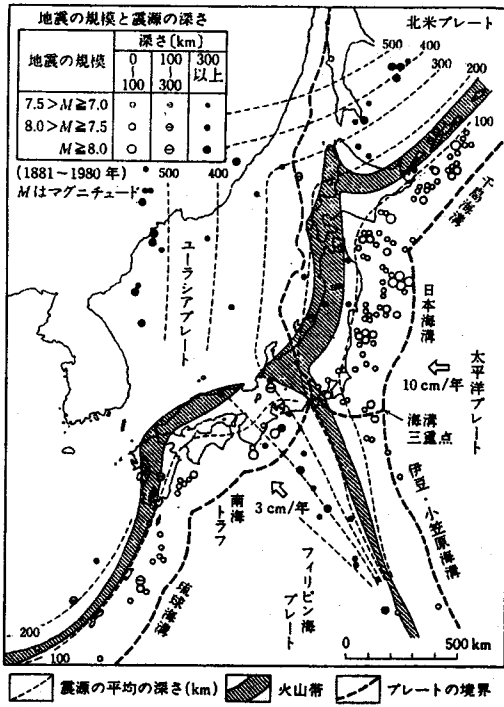 地震の規模と震源の深さ
地震の規模
深さ〔km〕
0〜100
100〜300
300以上
7.5>M≧7.0
8.0>M≧7.5
M≧8.0
(1881〜1980年)
Mはマグニチュード
500
400
北米プレート
500
400
300
200
100
千島海溝
ユーラシアプレート
日本海溝
太平洋プレート
10cm/年
海溝三重点
伊豆・小笠原海溝
3cm/年
南海トラフ
フィリピン海プレート
琉球海溝
200
100
0
500km
震源の平均の深さ(km)
火山帯
プレートの境界